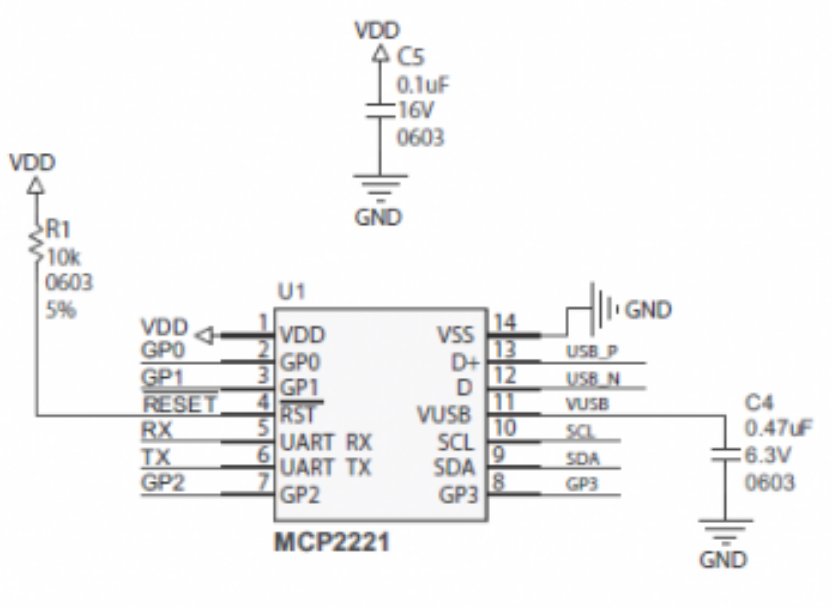 VDD
C5
0.1uF
16V
0603
GND
VDD
R1
10k
0603
5%
U1
VDD 1 VDD VSS 14 GND
GP0 2 GP0 D+ 13 USB_P
GP1 3 GP1 D 12 USB_N
RESET 4 RST VUSB 11 VUSB
RX 5 UART RX SCL 10 SCL
TX 6 UART TX SDA 9 SDA
GP2 7 GP2 GP3 8 GP3
MCP2221
C4
0.47uF
6.3V
0603
GND